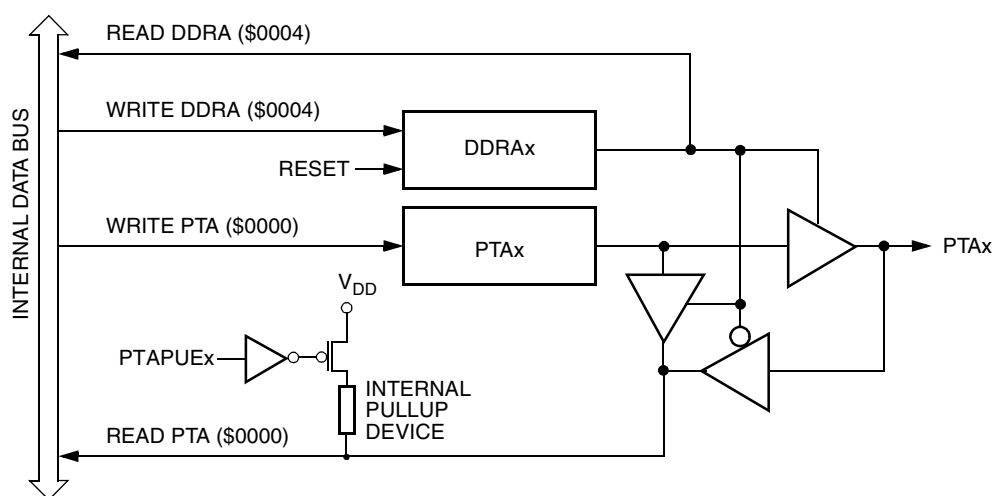 READ DDRA ($0004)
WRITE DDRA ($0004)
DDRAx
RESET
INTERNAL DATA BUS
WRITE PTA ($0000)
PTAx
PTAx
VDD
PTAPUEx
INTERNAL
PULLUP
DEVICE
READ PTA ($0000)